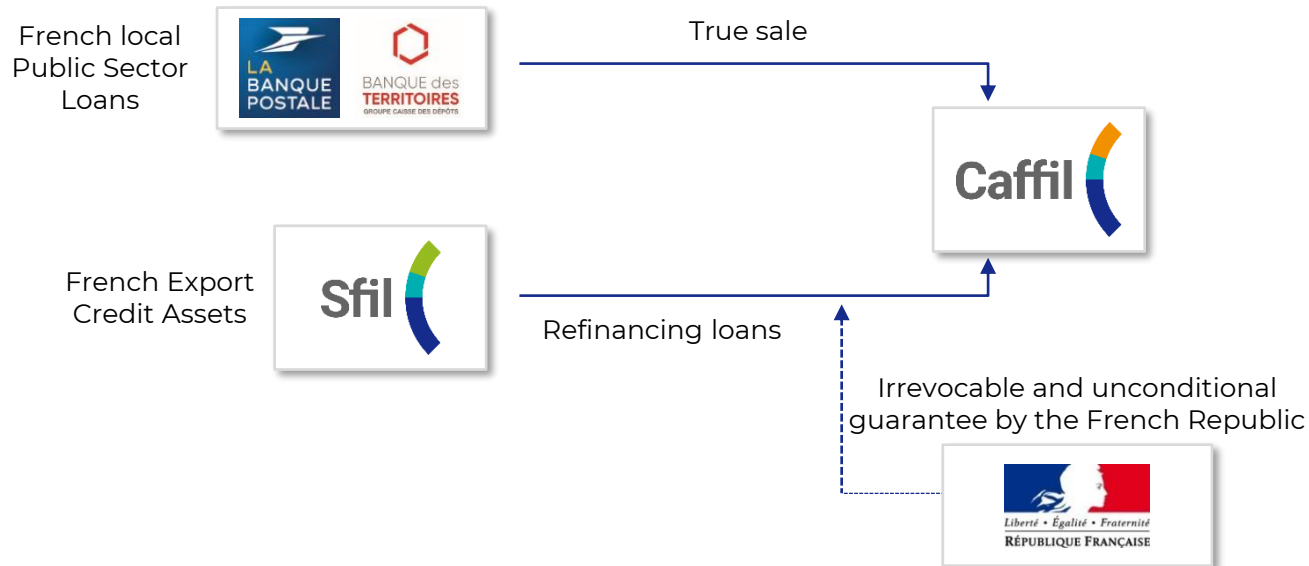 French local
Public Sector
Loans
LA
BANQUE
POSTALE
BANQUE des
TERRITOIRES
GROUPE CAISSE DES DÉPÔTS
True sale
Caffil
French Export
Credit Assets
Sfil
Refinancing loans
Irrevocable and unconditional
guarantee by the French Republic
Liberté • Égalité • Fraternité
RÉPUBLIQUE FRANÇAISE